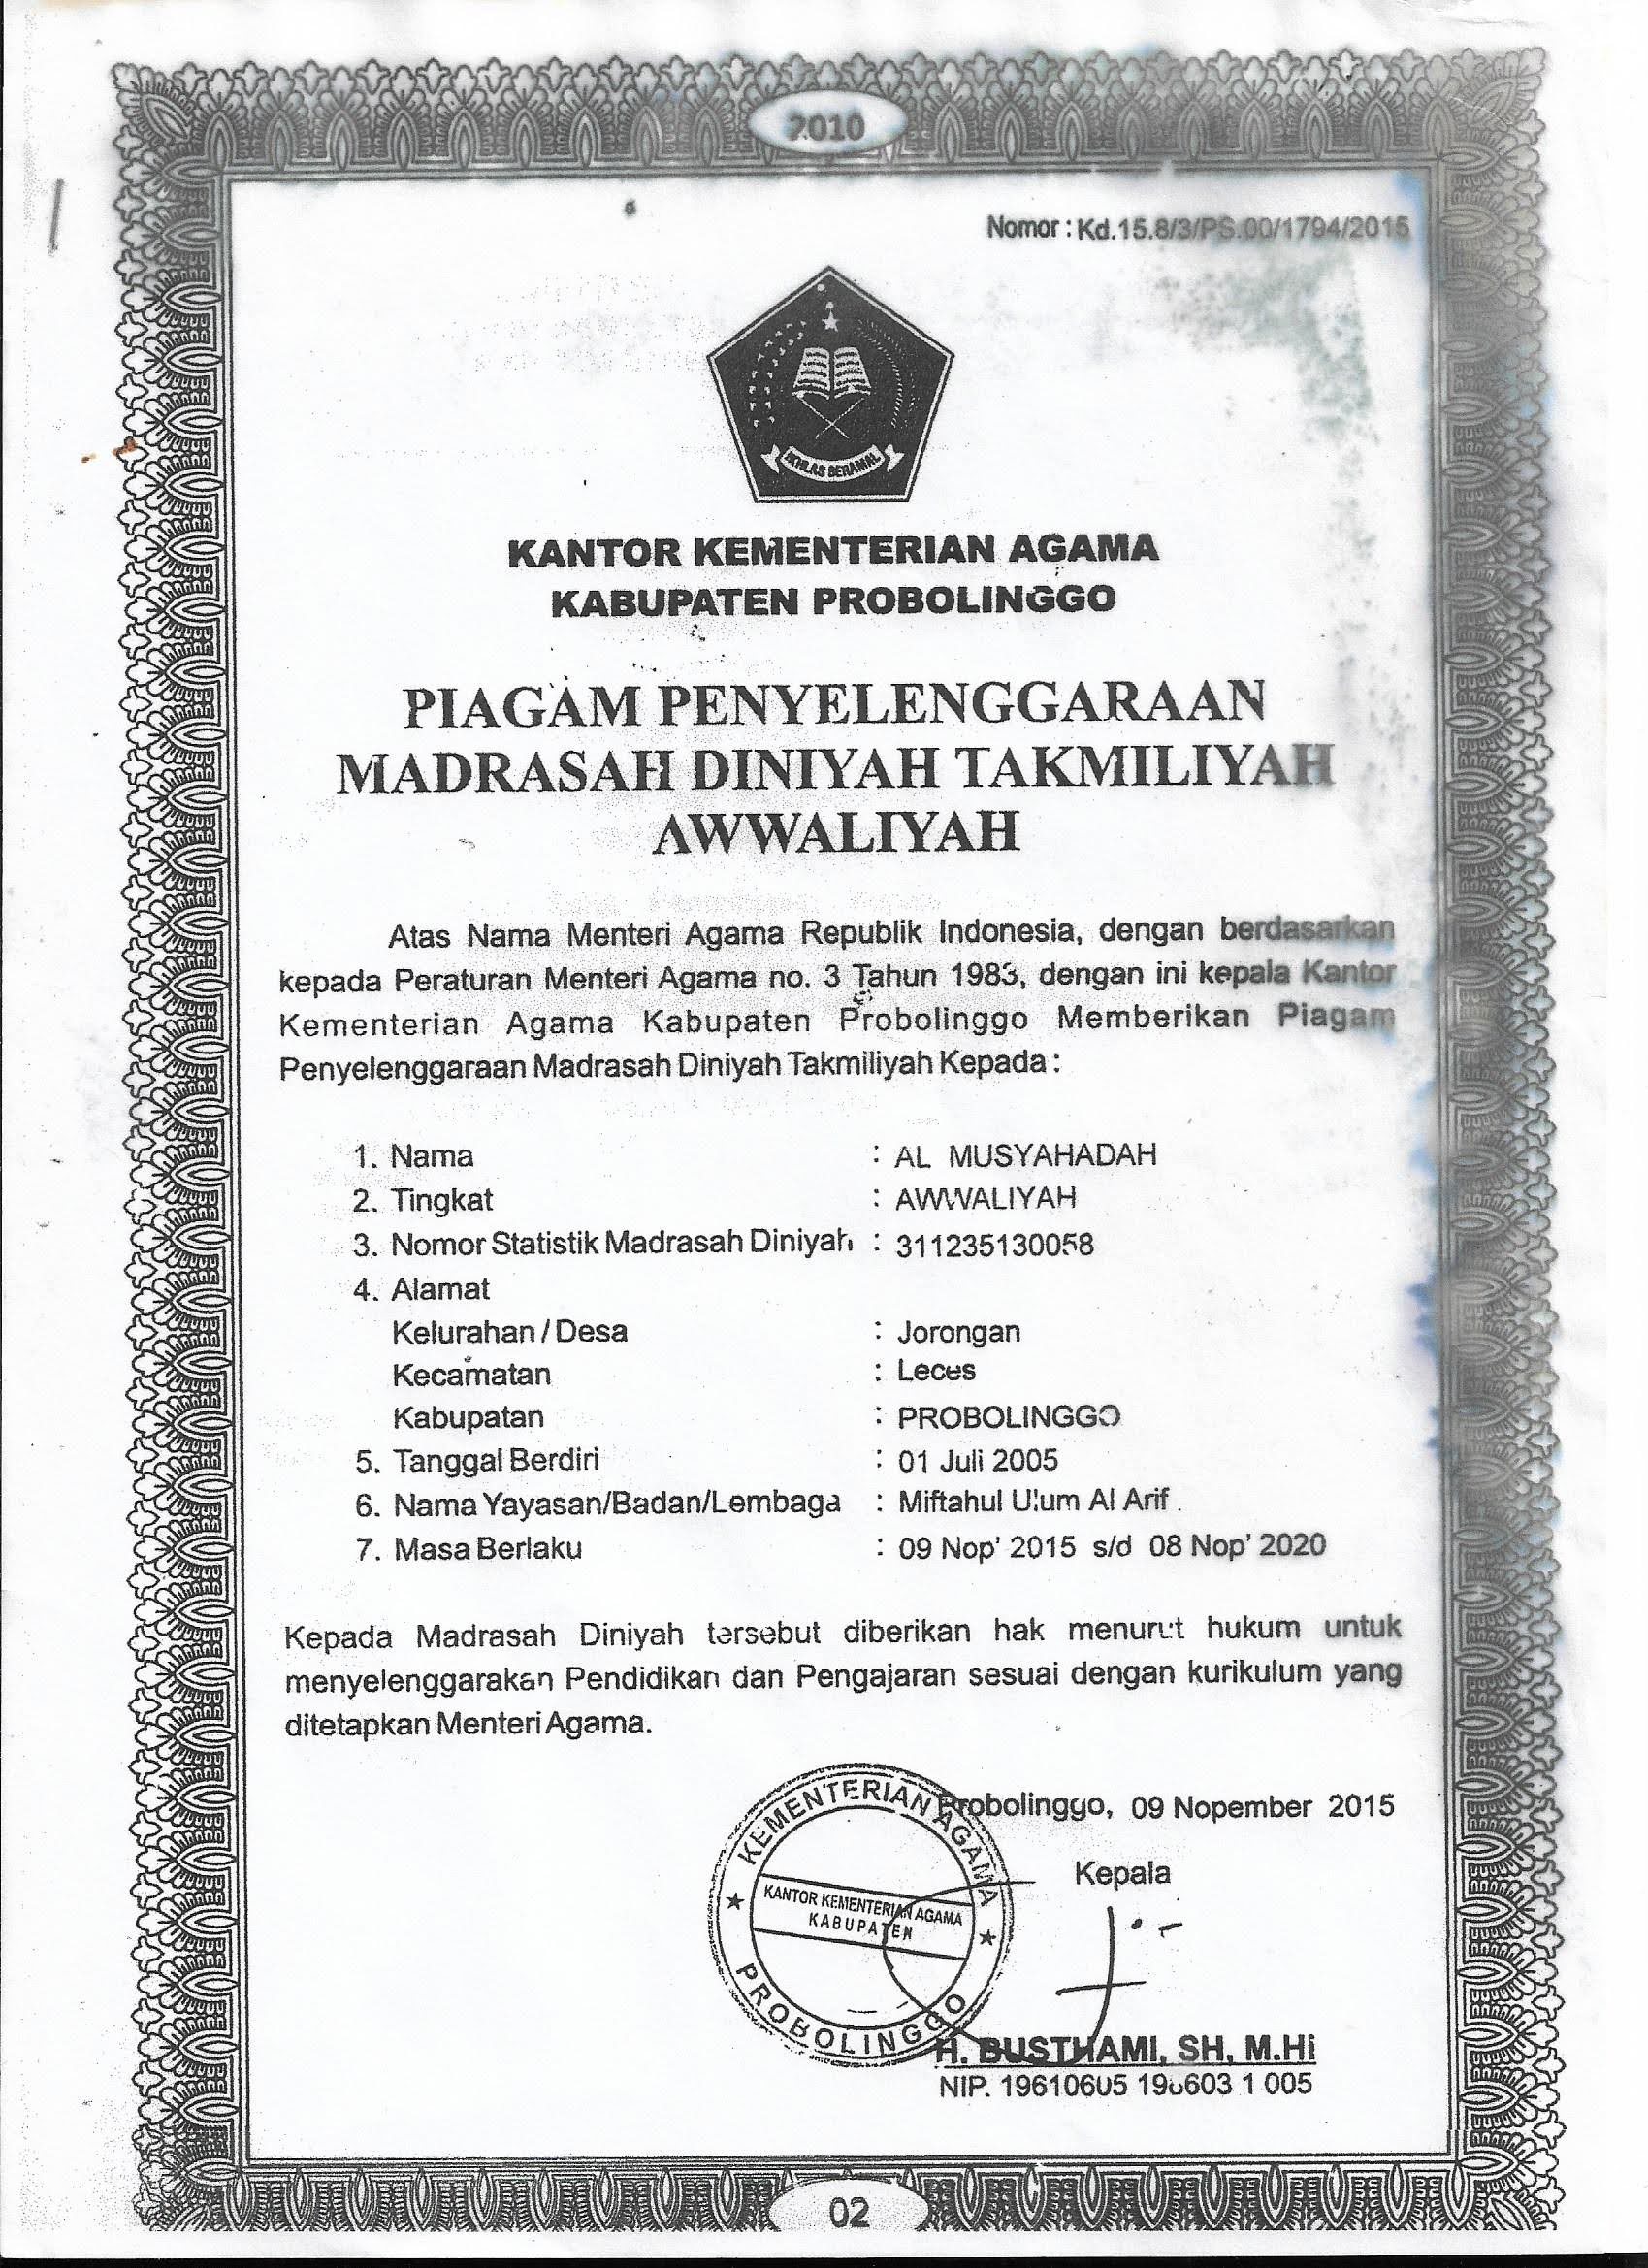 2010
Nomor : Kd.15.8/3/PS.00/1794/2015
IKHLAS BERAMAL
KANTOR KEMENTERIAN AGAMA
KABUPATEN PROBOLINGGO
PIAGAM PENYELENGGARAAN
MADRASAH DINIYAH TAKMILIYAH
AWWALIYAH
Atas Nama Menteri Agama Republik Indonesia, dengan berdasarkan
kepada Peraturan Menteri Agama no. 3 Tahun 1983, dengan ini kepala Kantor
Kementerian Agama Kabupaten Probolinggo Memberikan Piagam
Penyelenggaraan Madrasah Diniyah Takmiliyah Kepada :
1. Nama : AL MUSYAHADAH
2. Tingkat : AWWALIYAH
3. Nomor Statistik Madrasah Diniyah : 311235130058
4. Alamat
Kelurahan / Desa : Jorongan
Kecamatan : Leces
Kabupatan : PROBOLINGGO
5. Tanggal Berdiri : 01 Juli 2005
6. Nama Yayasan/Badan/Lembaga : Miftahul Ulum Al Arif .
7. Masa Berlaku : 09 Nop' 2015 s/d 08 Nop' 2020
Kepada Madrasah Diniyah tersebut diberikan hak menurut hukum untuk
menyelenggarakan Pendidikan dan Pengajaran sesuai dengan kurikulum yang
ditetapkan Menteri Agama.
Probolinggo, 09 Nopember 2015
Kepala
KEMENTERIAN AGAMA
KANTOR KEMENTERIAN AGAMA
KABUPATEN
PROBOLINGGO
H. BUSTHAMI, SH, M.Hi
NIP. 19610605 198603 1 005
02